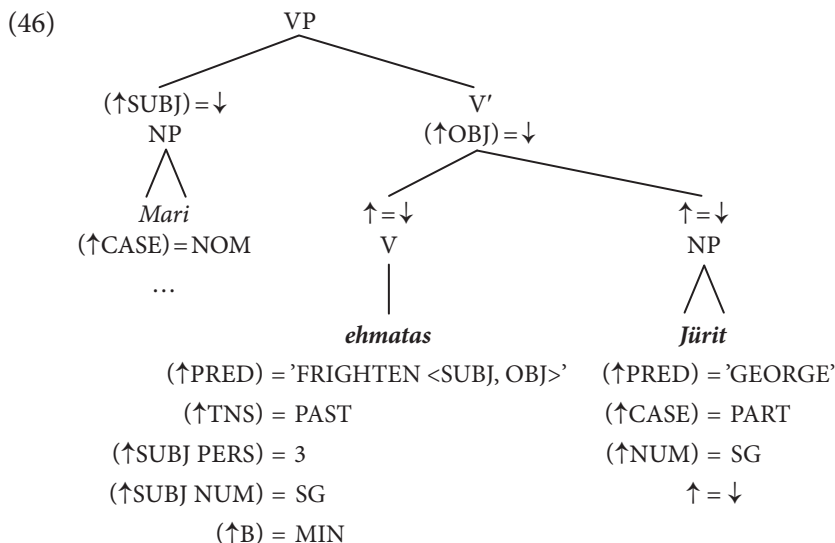 (46) VP
(↑SUBJ) = ↓ V′
NP (↑OBJ) = ↓
Mari ↑ = ↓ ↑ = ↓
(↑CASE) = NOM V NP
…
ehmatas Jürit
(↑PRED) = 'FRIGHTEN <SUBJ, OBJ>' (↑PRED) = 'GEORGE'
(↑TNS) = PAST (↑CASE) = PART
(↑SUBJ PERS) = 3 (↑NUM) = SG
(↑SUBJ NUM) = SG ↑ = ↓
(↑B) = MIN